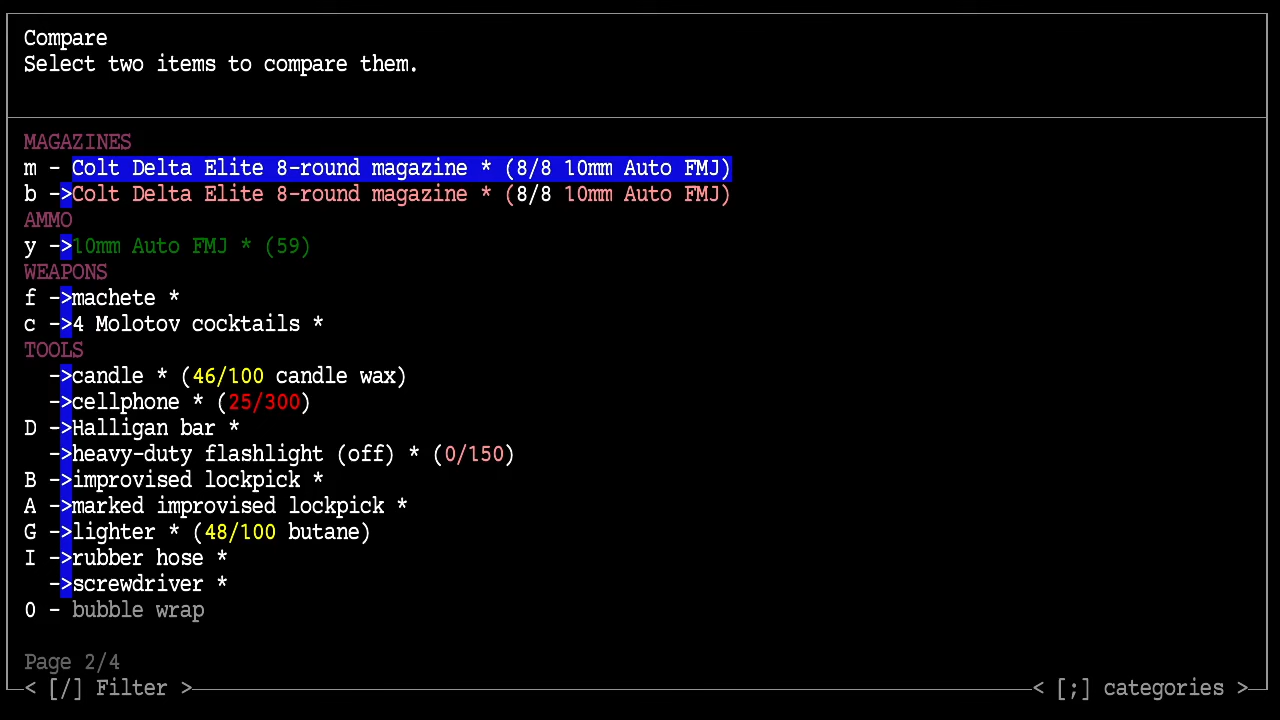 Compare
Select two items to compare them.
MAGAZINES
m - Colt Delta Elite 8-round magazine * (8/8 10mm Auto FMJ)
b ->Colt Delta Elite 8-round magazine * (8/8 10mm Auto FMJ)
AMMO
y ->10mm Auto FMJ * (59)
WEAPONS
f ->machete *
c ->4 Molotov cocktails *
TOOLS
->candle * (46/100 candle wax)
->cellphone * (25/300)
D ->Halligan bar *
->heavy-duty flashlight (off) * (0/150)
B ->improvised lockpick *
A ->marked improvised lockpick *
G ->lighter * (48/100 butane)
I ->rubber hose *
->screwdriver *
0 - bubble wrap
Page 2/4
< [/] Filter > < [;] categories >